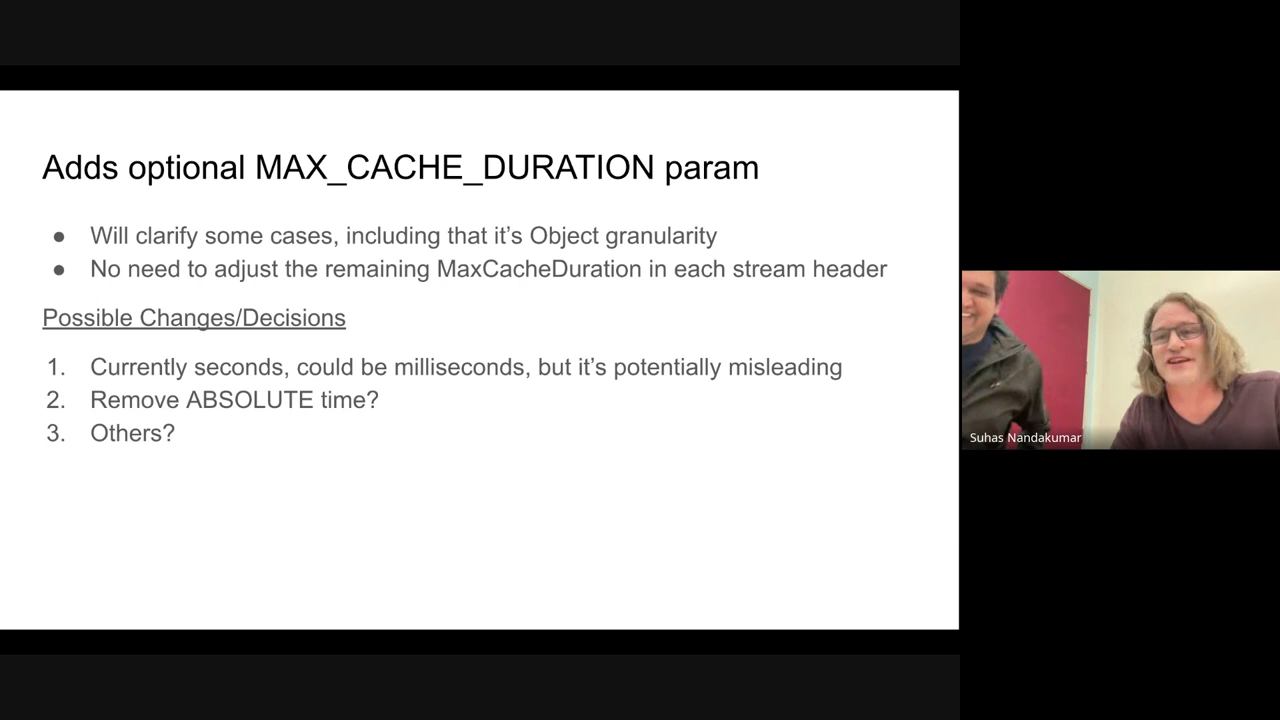 Adds optional MAX_CACHE_DURATION param
● Will clarify some cases, including that it’s Object granularity
● No need to adjust the remaining MaxCacheDuration in each stream header
Possible Changes/Decisions
1. Currently seconds, could be milliseconds, but it’s potentially misleading
2. Remove ABSOLUTE time?
3. Others?
Suhas Nandakumar